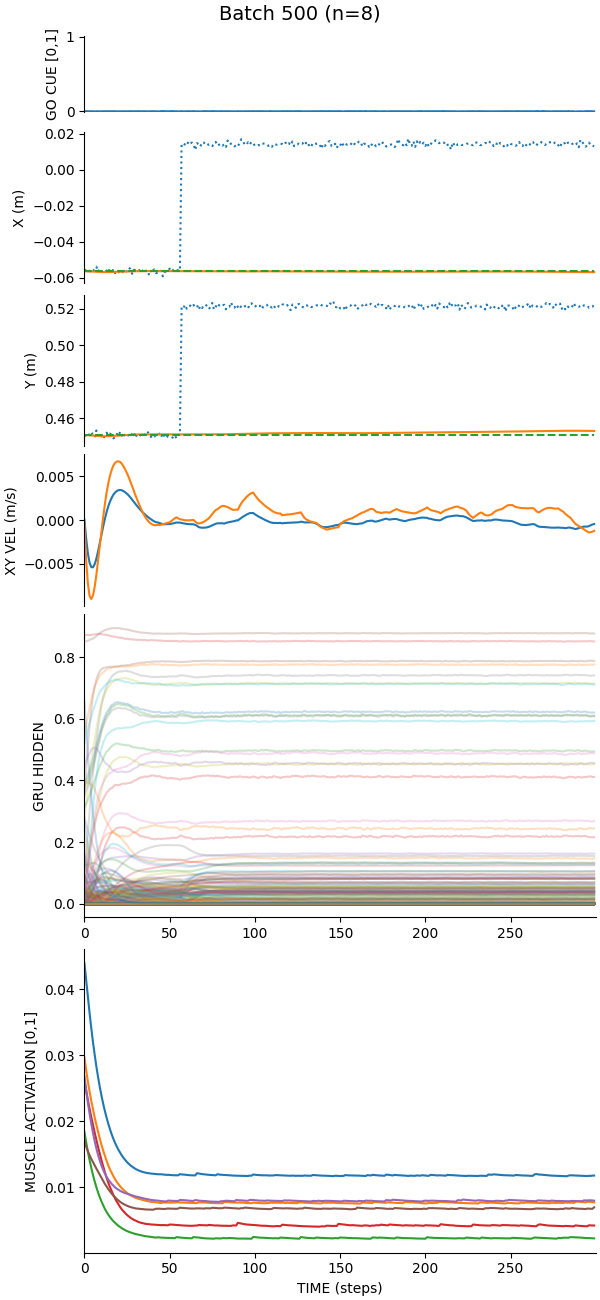 Batch 500 (n=8)
GO CUE [0,1]
1
0
X (m)
0.02
0.00
−0.02
−0.04
−0.06
Y (m)
0.52
0.50
0.48
0.46
XY VEL (m/s)
0.005
0.000
−0.005
GRU HIDDEN
0.8
0.6
0.4
0.2
0.0
0 50 100 150 200 250
MUSCLE ACTIVATION [0,1]
0.04
0.03
0.02
0.01
0 50 100 150 200 250
TIME (steps)